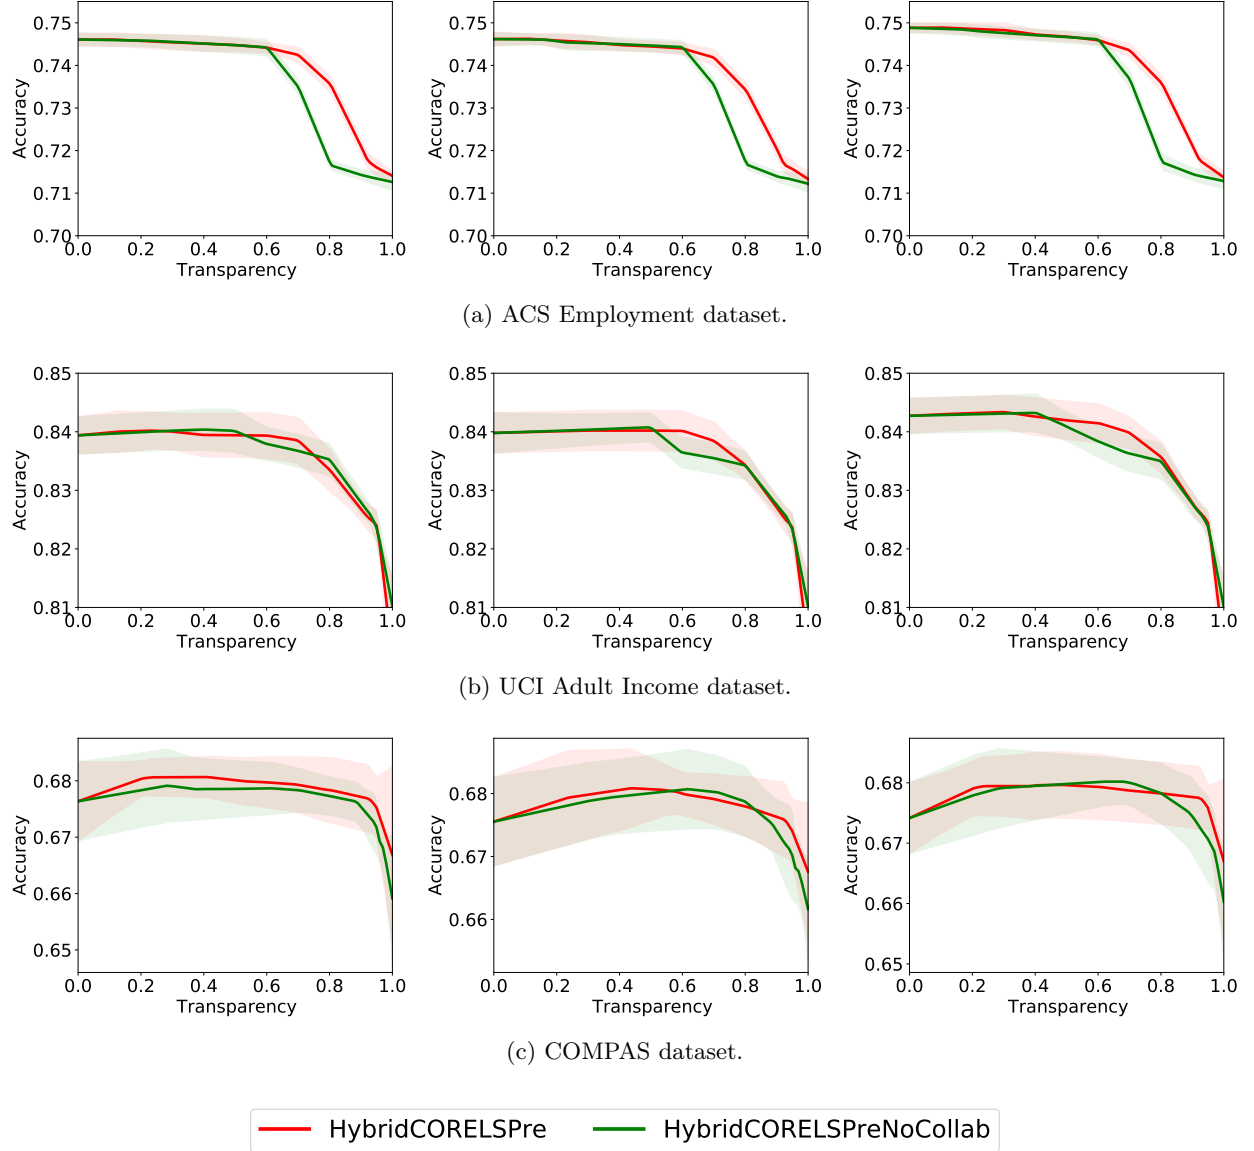 0.75
0.74
0.73
0.72
0.71
0.70
Accuracy
0.0 0.2 0.4 0.6 0.8 1.0
Transparency
0.75
0.74
0.73
0.72
0.71
0.70
Accuracy
0.0 0.2 0.4 0.6 0.8 1.0
Transparency
0.75
0.74
0.73
0.72
0.71
0.70
Accuracy
0.0 0.2 0.4 0.6 0.8 1.0
Transparency
(a) ACS Employment dataset.
0.85
0.84
0.83
0.82
0.81
Accuracy
0.0 0.2 0.4 0.6 0.8 1.0
Transparency
0.85
0.84
0.83
0.82
0.81
Accuracy
0.0 0.2 0.4 0.6 0.8 1.0
Transparency
0.85
0.84
0.83
0.82
0.81
Accuracy
0.0 0.2 0.4 0.6 0.8 1.0
Transparency
(b) UCI Adult Income dataset.
0.68
0.67
0.66
0.65
Accuracy
0.0 0.2 0.4 0.6 0.8 1.0
Transparency
0.68
0.67
0.66
Accuracy
0.0 0.2 0.4 0.6 0.8 1.0
Transparency
0.68
0.67
0.66
0.65
Accuracy
0.0 0.2 0.4 0.6 0.8 1.0
Transparency
(c) COMPAS dataset.
HybridCORELSPre HybridCORELSPreNoCollab